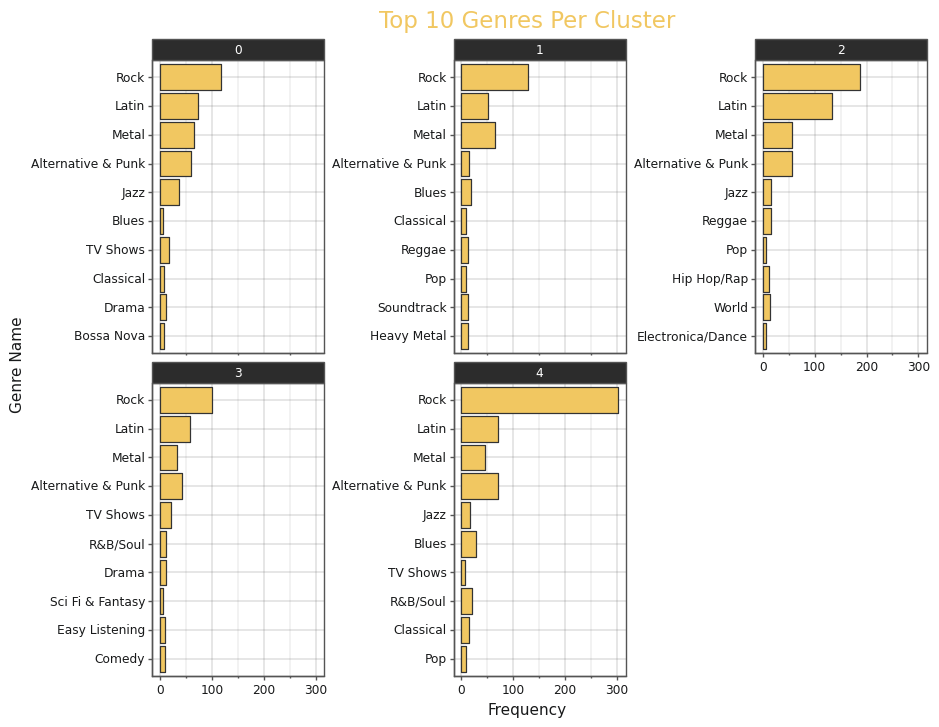 Top 10 Genres Per Cluster
0
Rock
Latin
Metal
Alternative & Punk
Jazz
Blues
TV Shows
Classical
Drama
Bossa Nova
1
Rock
Latin
Metal
Alternative & Punk
Blues
Classical
Reggae
Pop
Soundtrack
Heavy Metal
2
Rock
Latin
Metal
Alternative & Punk
Jazz
Reggae
Pop
Hip Hop/Rap
World
Electronica/Dance
0 100 200 300
3
Rock
Latin
Metal
Alternative & Punk
TV Shows
R&B/Soul
Drama
Sci Fi & Fantasy
Easy Listening
Comedy
0 100 200 300
4
Rock
Latin
Metal
Alternative & Punk
Jazz
Blues
TV Shows
R&B/Soul
Classical
Pop
0 100 200 300
Genre Name
Frequency